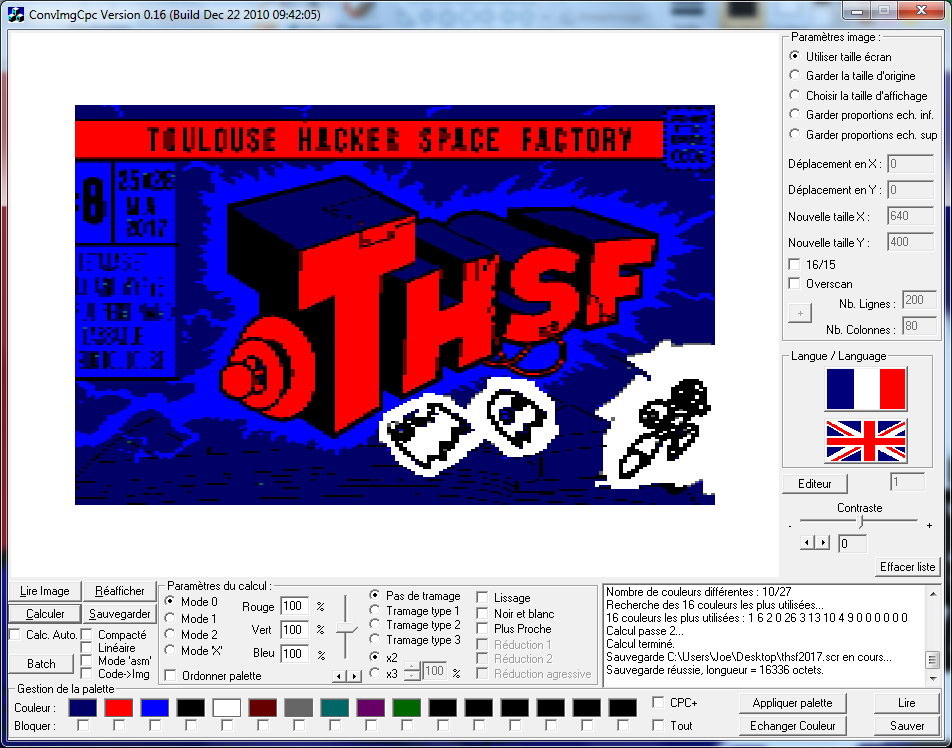 ConvImgCpc Version 0.16 (Build Dec 22 2010 09:42:05)
TOULOUSE HACKER SPACE FACTORY
25>26
2017
THSF
Paramètres image :
Utiliser taille écran
Garder la taille d'origine
Choisir la taille d'affichage
Garder proportions ech. inf.
Garder proportions ech. sup
Déplacement en X : 0
Déplacement en Y : 0
Nouvelle taille X : 640
Nouvelle taille Y : 400
16/15
Overscan
Nb. Lignes : 200
+
Nb. Colonnes : 80
Langue / Language
Editeur 1
Contraste
- +
0
Effacer liste
Lire Image Réafficher
Calculer Sauvegarder
Calc. Auto. Compacté
Linéaire
Batch Mode 'asm'
Code->Img
Paramètres du calcul :
Mode 0
Mode 1
Mode 2
Mode 'X'
Rouge 100 %
Vert 100 %
Bleu 100 %
Ordonner palette
Pas de tramage
Tramage type 1
Tramage type 2
Tramage type 3
x2
x3 100 %
Lissage
Noir et blanc
Plus Proche
Réduction 1
Réduction 2
Réduction agressive
Nombre de couleurs différentes : 10/27
Recherche des 16 couleurs les plus utilisées...
16 couleurs les plus utilisées : 1 6 2 0 26 3 13 10 4 9 0 0 0 0 0 0
Calcul passe 2...
Calcul terminé.
Sauvegarde C:\Users\Joe\Desktop\thsf2017.scr en cours...
Sauvegarde réussie, longueur = 16336 octets.
Gestion de la palette
Couleur : CPC+ Appliquer palette Lire
Bloquer : Tout Echanger Couleur Sauver